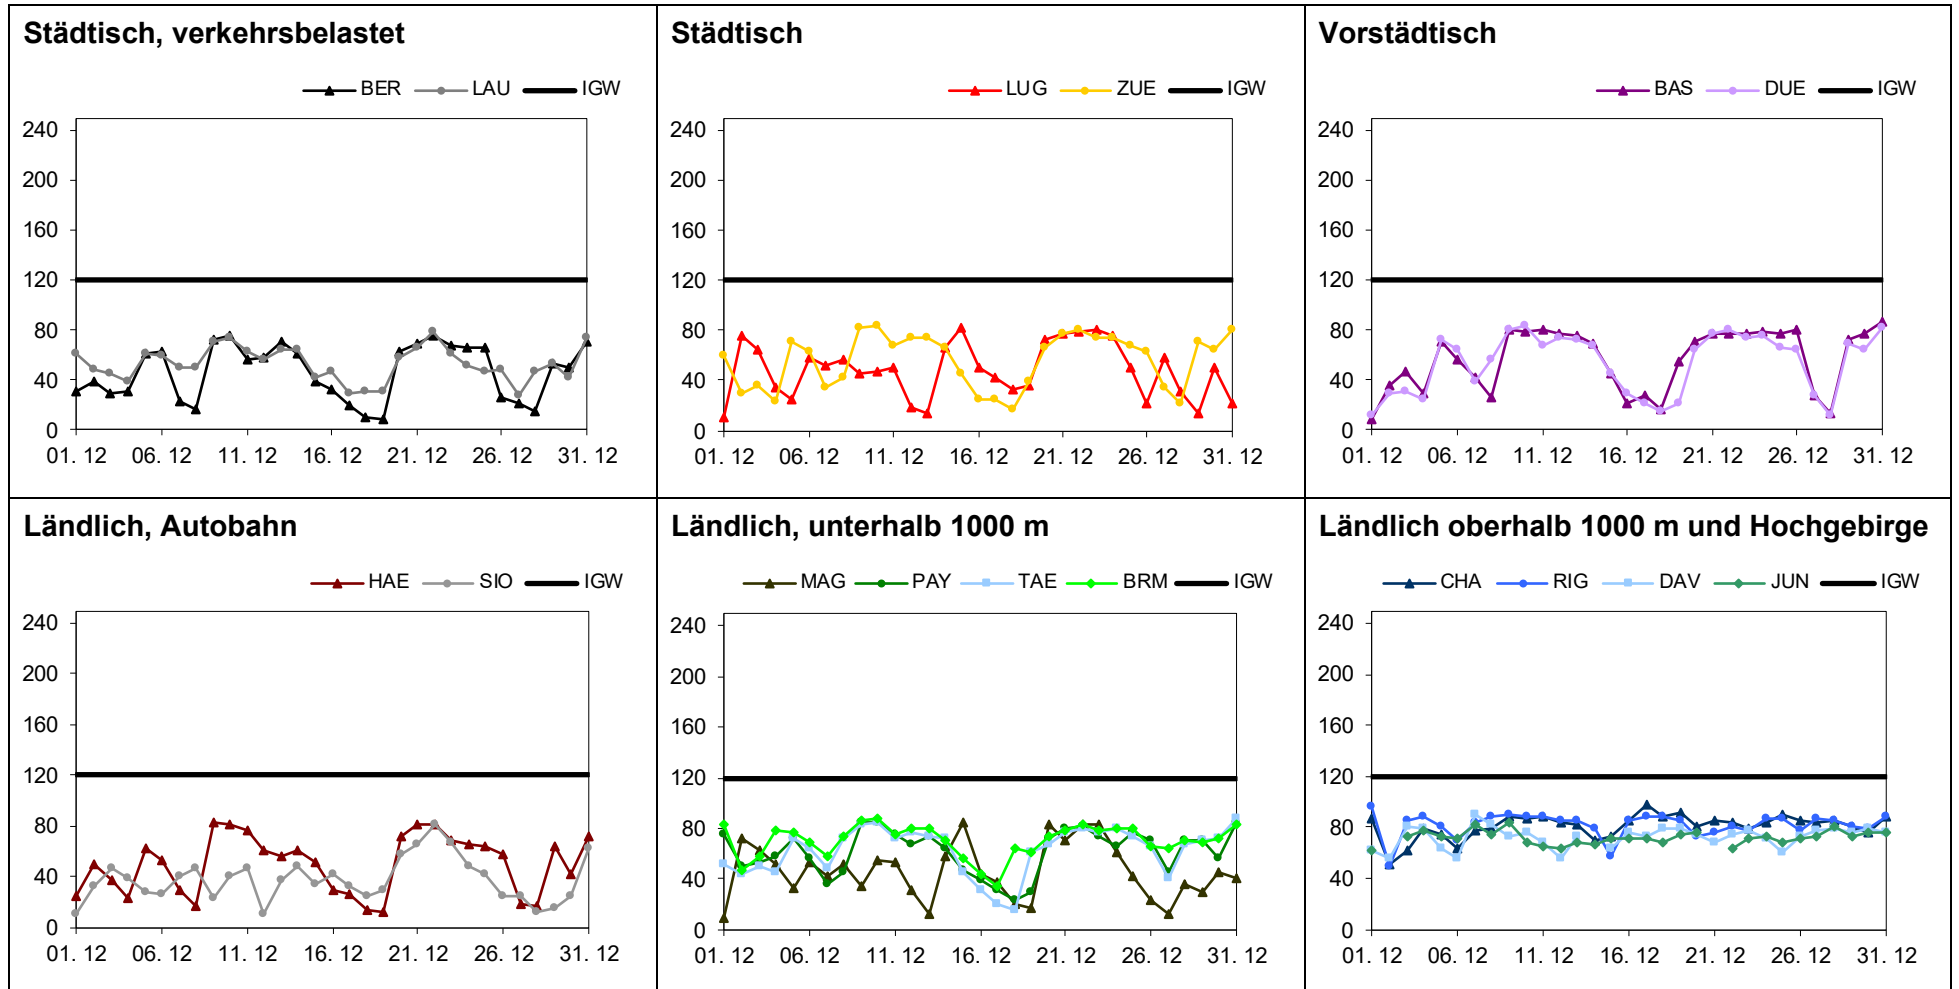 Städtisch, verkehrsbelastet
BER LAU IGW
240
200
160
120
80
40
0
01. 12 06. 12 11. 12 16. 12 21. 12 26. 12 31. 12
Städtisch
LUG ZUE IGW
240
200
160
120
80
40
0
01. 12 06. 12 11. 12 16. 12 21. 12 26. 12 31. 12
Vorstädtisch
BAS DUE IGW
240
200
160
120
80
40
0
01. 12 06. 12 11. 12 16. 12 21. 12 26. 12 31. 12
Ländlich, Autobahn
HAE SIO IGW
240
200
160
120
80
40
0
01. 12 06. 12 11. 12 16. 12 21. 12 26. 12 31. 12
Ländlich, unterhalb 1000 m
MAG PAY TAE BRM IGW
240
200
160
120
80
40
0
01. 12 06. 12 11. 12 16. 12 21. 12 26. 12 31. 12
Ländlich oberhalb 1000 m und Hochgebirge
CHA RIG DAV JUN IGW
240
200
160
120
80
40
0
01. 12 06. 12 11. 12 16. 12 21. 12 26. 12 31. 12